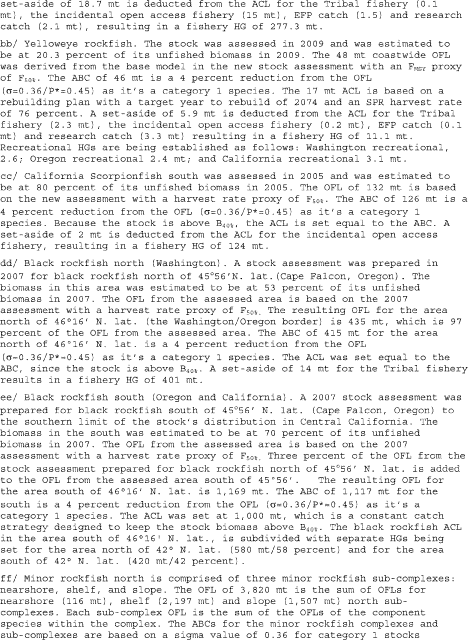 set-aside of 18.7 mt is deducted from the ACL for the Tribal fishery (0.1
mt), the incidental open access fishery (15 mt), EFP catch (1.5) and research
catch (2.1 mt), resulting in a fishery HG of 277.3 mt.
bb/ Yelloweye rockfish. The stock was assessed in 2009 and was estimated to
be at 20.3 percent of its unfished biomass in 2009. The 48 mt coastwide OFL
was derived from the base model in the new stock assessment with an FMSY proxy
of F50%. The ABC of 46 mt is a 4 percent reduction from the OFL
(σ=0.36/P*=0.45) as it's a category 1 species. The 17 mt ACL is based on a
rebuilding plan with a target year to rebuild of 2074 and an SPR harvest rate
of 76 percent. A set-aside of 5.9 mt is deducted from the ACL for the Tribal
fishery (2.3 mt), the incidental open access fishery (0.2 mt), EFP catch (0.1
mt) and research catch (3.3 mt) resulting in a fishery HG of 11.1 mt.
Recreational HGs are being established as follows: Washington recreational,
2.6; Oregon recreational 2.4 mt; and California recreational 3.1 mt.
cc/ California Scorpionfish south was assessed in 2005 and was estimated to
be at 80 percent of its unfished biomass in 2005. The OFL of 132 mt is based
on the new assessment with a harvest rate proxy of F50%. The ABC of 126 mt is a
4 percent reduction from the OFL (σ=0.36/P*=0.45) as it's a category 1
species. Because the stock is above B40%, the ACL is set equal to the ABC. A
set-aside of 2 mt is deducted from the ACL for the incidental open access
fishery, resulting in a fishery HG of 124 mt.
dd/ Black rockfish north (Washington). A stock assessment was prepared in
2007 for black rockfish north of 45°56'N. lat.(Cape Falcon, Oregon). The
biomass in this area was estimated to be at 53 percent of its unfished
biomass in 2007. The OFL from the assessed area is based on the 2007
assessment with a harvest rate proxy of F50%. The resulting OFL for the area
north of 46°16' N. lat. (the Washington/Oregon border) is 435 mt, which is 97
percent of the OFL from the assessed area. The ABC of 415 mt for the
north of 46°16' N. lat. is a 4 percent reduction from the OFL
(σ=0.36/P*=0.45) as it's a category 1 species. The ACL was set equal to the
ABC, since the stock is above B40%. A set-aside of 14 mt for the Tribal fishery
results in a fishery HG of 401 mt.
ee/ Black rockfish south (Oregon and California). A 2007 stock assessment was
prepared for black rockfish south of 45°56' N. lat. (Cape Falcon, Oregon) to
the southern limit of the stock's distribution in Central California. The
biomass in the south was estimated to be at 70 percent of its unfished
biomass in 2007. The OFL from the assessed area is based on the 2007
assessment with a harvest rate proxy of F50%. Three percent of the OFL from the
stock assessment prepared for black rockfish north of 45°56' N. lat. is added
to the OFL from the assessed area south of 45°56'. The resulting OFL for
the area south of 46°16' N. lat. is 1,169 mt. The ABC of 1,117 mt for the
south is a 4 percent reduction from the OFL (σ=0.36/P*=0.45) as it's a
category 1 species. The ACL was set at 1,000 mt, which is a constant catch
strategy designed to keep the stock biomass above B40%. The black rockfish ACL
in the area south of 46°16' N. lat., is subdivided with separate HGs being
set for the area north of 42° N. lat. (580 mt/58 percent) and for the area
south of 42° N. lat. (420 mt/42 percent).
ff/ Minor rockfish north is comprised of three minor rockfish sub-complexes:
nearshore, shelf, and slope. The OFL of 3,820 mt is the sum of OFLs for
nearshore (116 mt), shelf (2,197 mt) and slope (1,507 mt) north sub-
complexes. Each sub-complex OFL is the sum of the OFLs of the component
species within the complex. The ABCs for the minor rockfish complexes and
sub-complexes are based on a sigma value of 0.36 for category 1 stocks